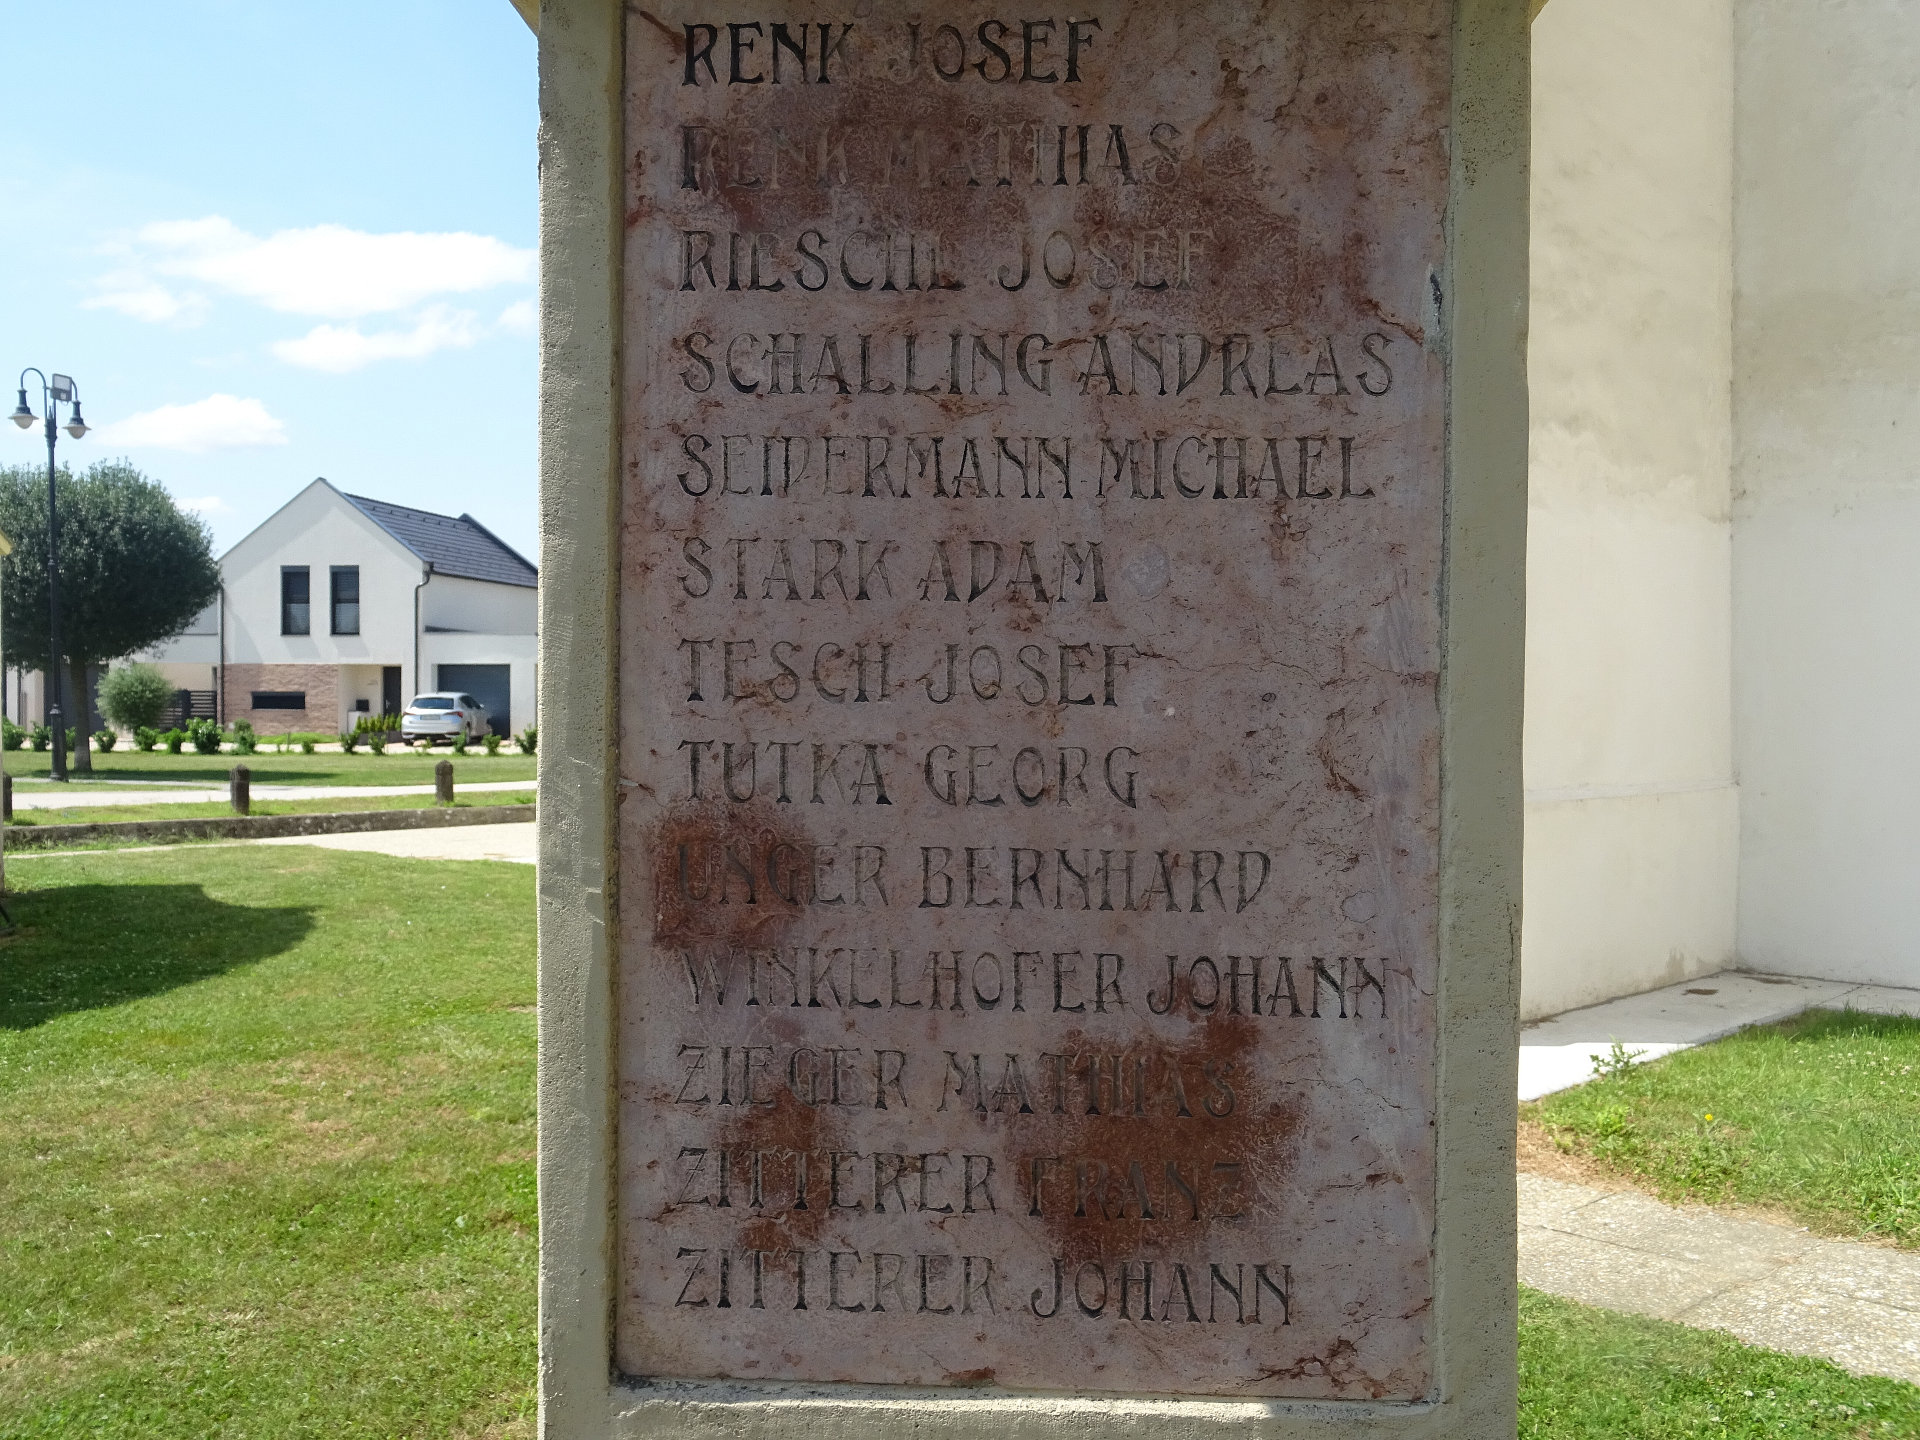 RENK JOSEF
RENK MATHIAS
RIESCHL JOSEF
SCHALLING ANDREAS
SEIDERMANN MICHAEL
STARK ADAM
TESCH JOSEF
TUTKA GEORG
UNGER BERNHARD
WINKELHOFER JOHANN
ZIEGER MATHIAS
ZITTERER FRANZ
ZITTERER JOHANN